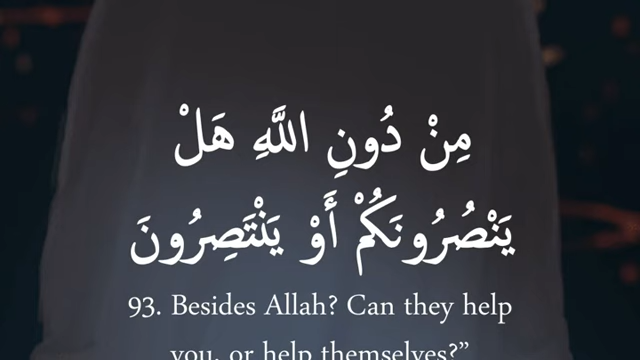 مِنْ دُونِ اللَّهِ هَلْ
يَنْصُرُونَكُمْ أَوْ يَنْتَصِرُونَ
93. Besides Allah? Can they help
you, or help themselves?”